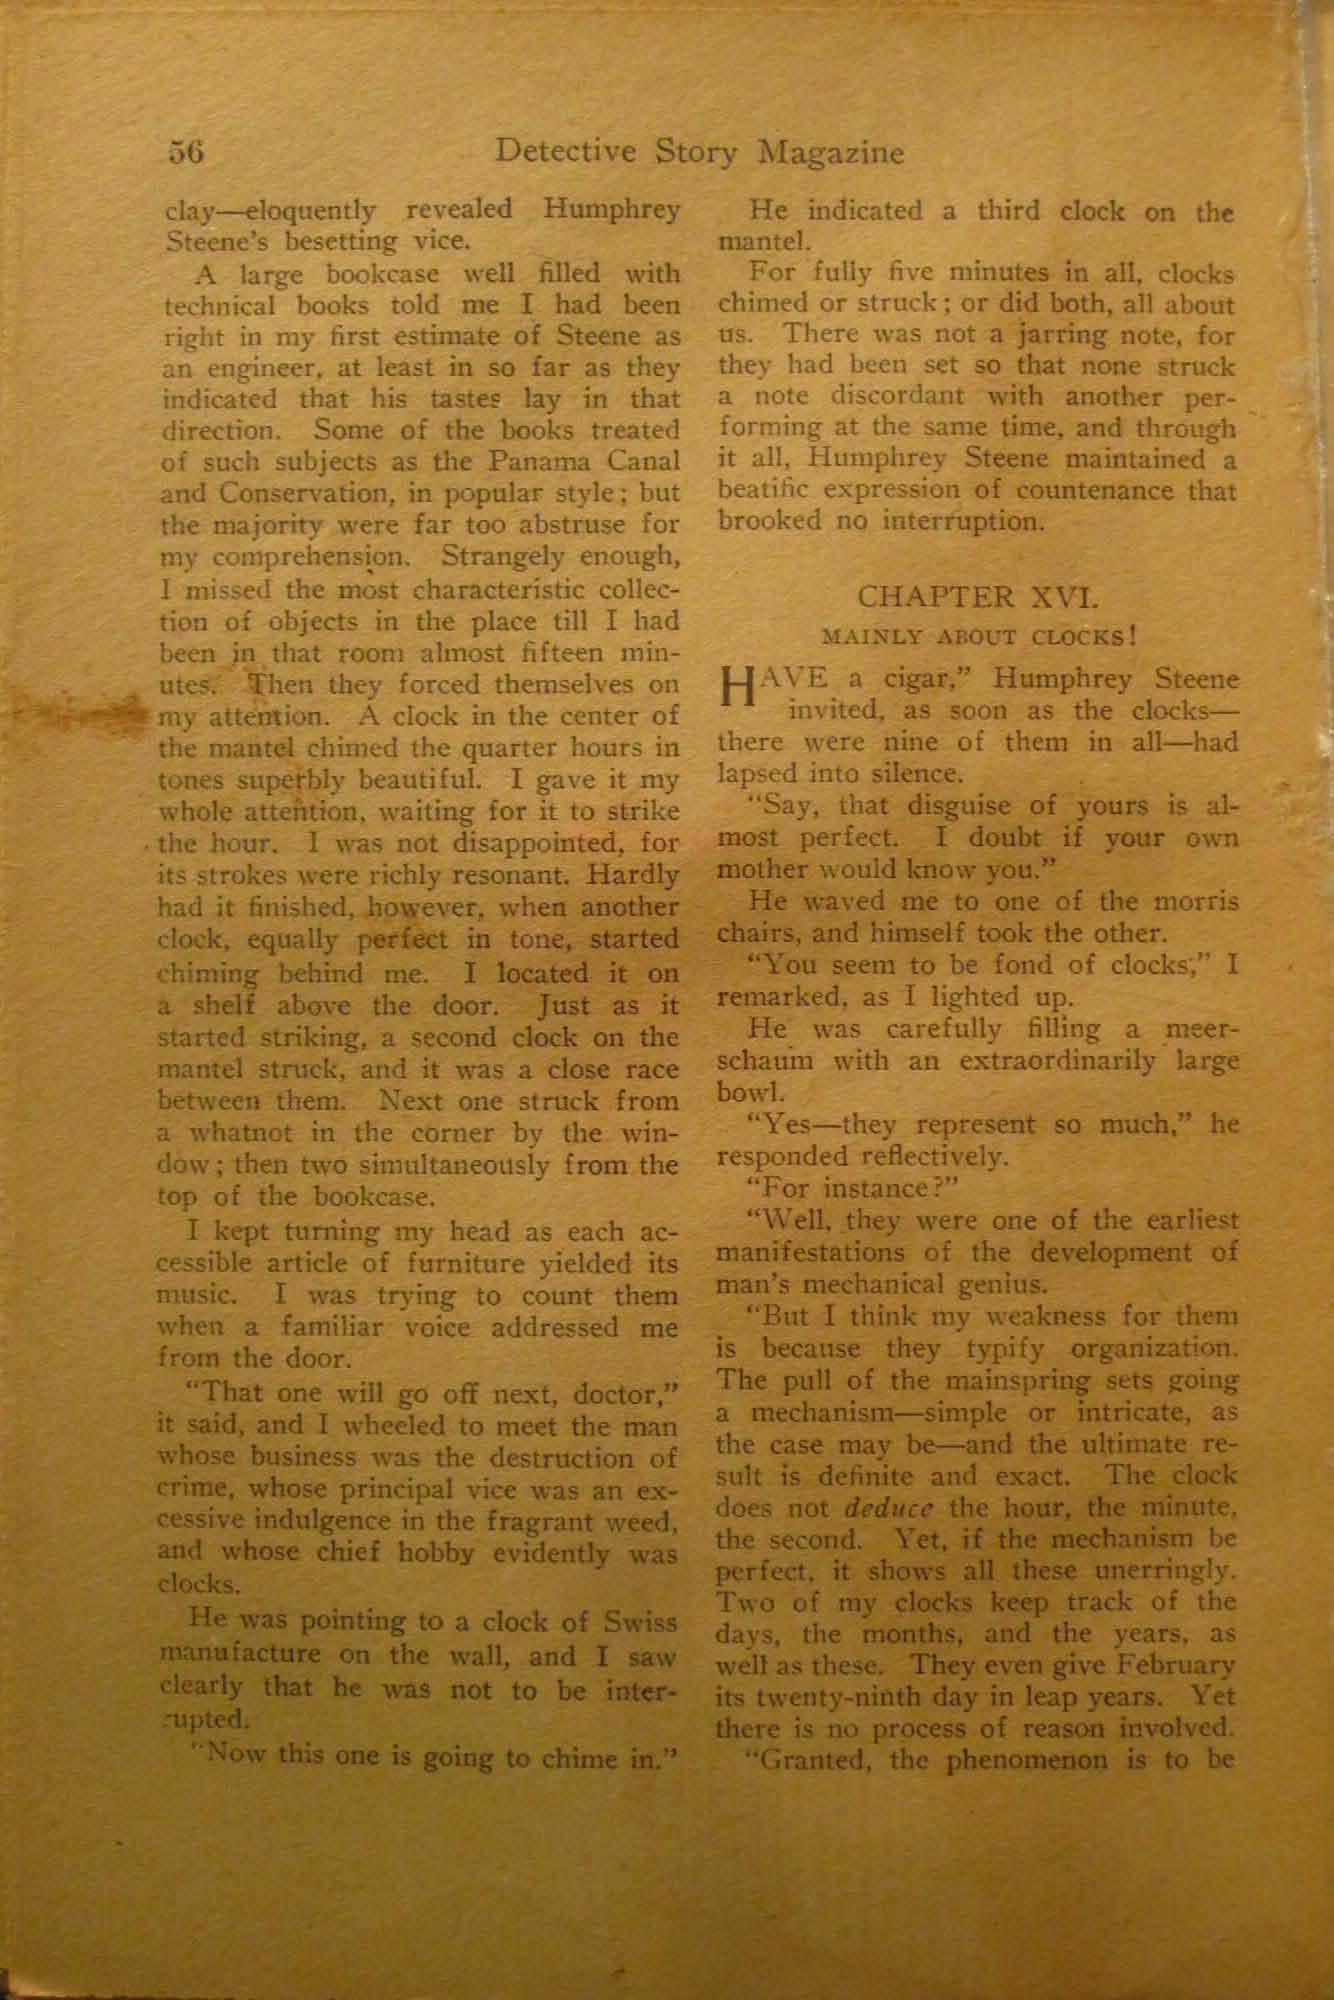 56 Detective Story Magazine
clay—eloquently revealed Humphrey
Steene's besetting vice.
A large bookcase well filled with
technical books told me I had been
right in my first estimate of Steene as
an engineer, at least in so far as they
indicated that his tastes lay in that
direction. Some of the books treated
of such subjects as the Panama Canal
and Conservation, in popular style; but
the majority were far too abstruse for
my comprehension. Strangely enough,
I missed the most characteristic collec-
tion of objects in the place till I had
been in that room almost fifteen min-
utes. Then they forced themselves on
my attention. A clock in the center of
the mantel chimed the quarter hours in
tones superbly beautiful. I gave it my
whole attention, waiting for it to strike
the hour. I was not disappointed, for
its strokes were richly resonant. Hardly
had it finished, however, when another
clock, equally perfect in tone, started
chiming behind me. I located it on
a shelf above the door. Just as it
started striking, a second clock on the
mantel struck, and it was a close race
between them. Next one struck from
a whatnot in the corner by the win-
dow; then two simultaneously from the
top of the bookcase.
I kept turning my head as each ac-
cessible article of furniture yielded its
music. I was trying to count them
when a familiar voice addressed me
from the door.
"That one will go off next, doctor,"
it said, and I wheeled to meet the man
whose business was the destruction of
crime, whose principal vice was an ex-
cessive indulgence in the fragrant weed,
and whose chief hobby evidently was
clocks.
He was pointing to a clock of Swiss
manufacture on the wall, and I saw
clearly that he was not to be inter-
rupted.
"Now this one is going to chime in."
He indicated a third clock on the
mantel.
For fully five minutes in all, clocks
chimed or struck; or did both, all about
us. There was not a jarring note, for
they had been set so that none struck
a note discordant with another per-
forming at the same time, and through
it all, Humphrey Steene maintained a
beatific expression of countenance that
brooked no interruption.
CHAPTER XVI.
MAINLY ABOUT CLOCKS!
HAVE a cigar," Humphrey Steene
invited, as soon as the clocks—
there were nine of them in all—had
lapsed into silence.
"Say, that disguise of yours is al-
most perfect. I doubt if your own
mother would know you."
He waved me to one of the morris
chairs, and himself took the other.
"You seem to be fond of clocks," I
remarked, as I lighted up.
He was carefully filling a meer-
schaum with an extraordinarily large
bowl.
"Yes—they represent so much," he
responded reflectively.
"For instance?"
"Well, they were one of the earliest
manifestations of the development of
man's mechanical genius.
"But I think my weakness for them
is because they typify organization.
The pull of the mainspring sets going
a mechanism—simple or intricate, as
the case may be—and the ultimate re-
sult is definite and exact. The clock
does not deduce the hour, the minute,
the second. Yet, if the mechanism be
perfect, it shows all these unerringly.
Two of my clocks keep track of the
days, the months, and the years, as
well as these. They even give February
its twenty-ninth day in leap years. Yet
there is no process of reason involved.
"Granted, the phenomenon is to be